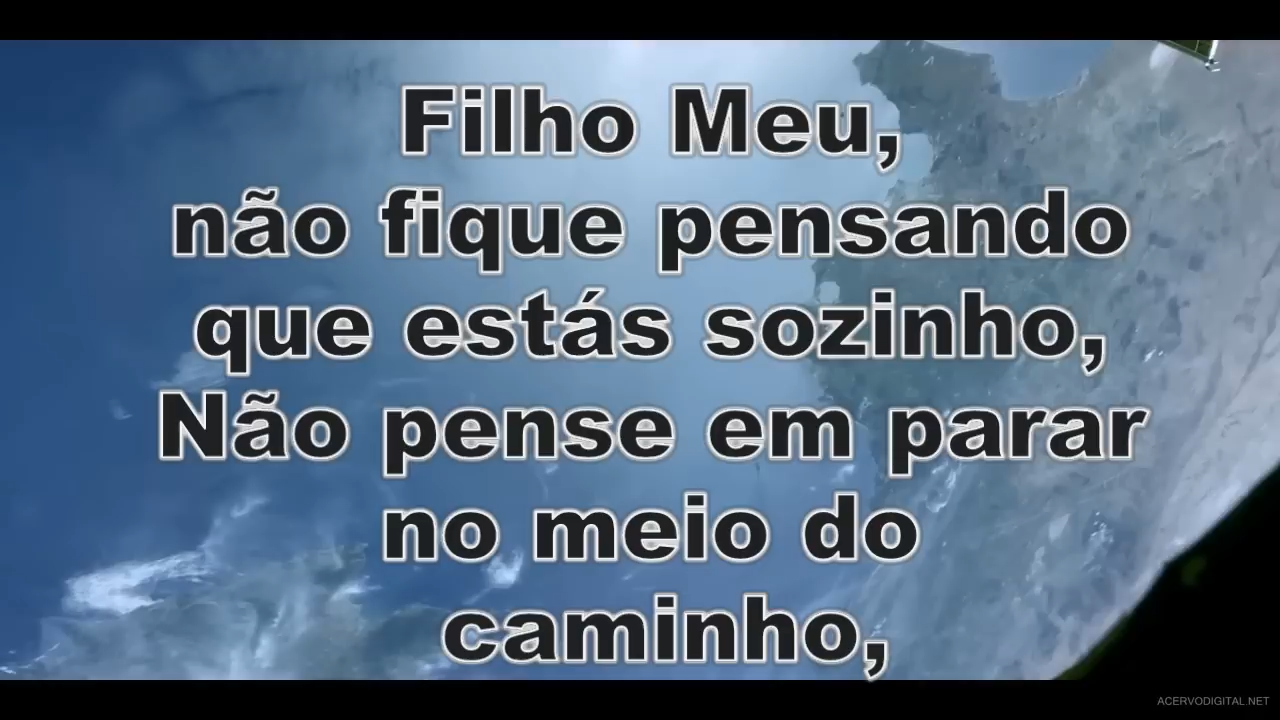 Filho Meu,
não fique pensando
que estás sozinho,
Não pense em parar
no meio do
caminho,
ACERVODIGITAL.NET